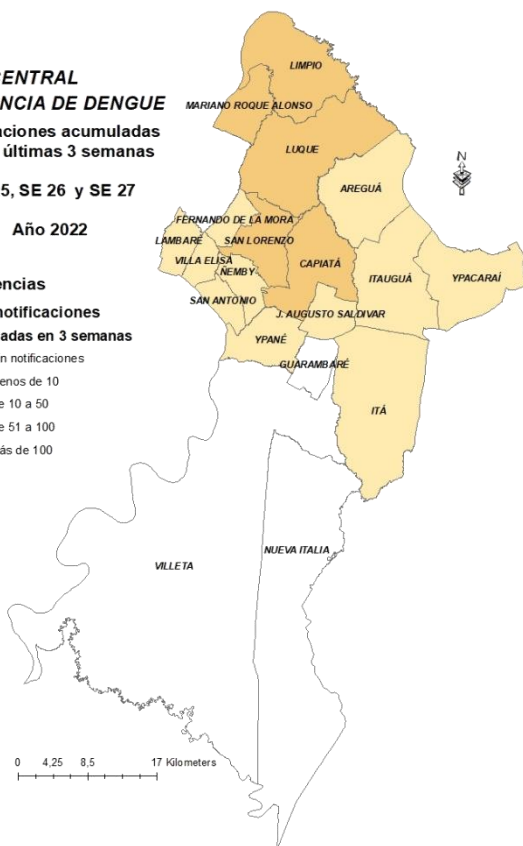 ENTRAL
NCIA DE DENGUE
aciones acumuladas
últimas 3 semanas
5, SE 26 y SE 27
Año 2022
encias
notificaciones
adas en 3 semanas
n notificaciones
enos de 10
e 10 a 50
e 51 a 100
ás de 100
LIMPIO
MARIANO ROQUE ALONSO
LUQUE
N
AREGUÁ
FERNANDO DE LA MORA
LAMBARÉ
SAN LORENZO
VILLA ELISA
CAPIATÁ
ÑEMBY
ITAUGUÁ
YPACARAÍ
SAN ANTONIO
J. AUGUSTO SALDIVAR
YPANÉ
GUARAMBARÉ
ITÁ
NUEVA ITALIA
VILLETA
0 4,25 8,5 17 Kilometers